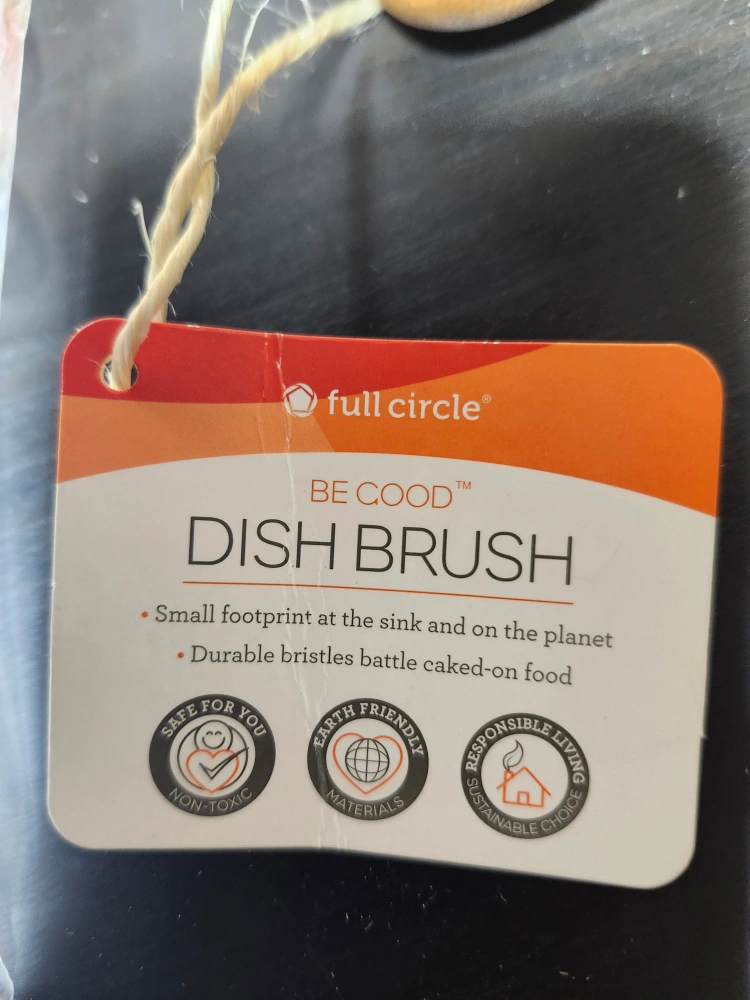 full circle®
BE GOOD™
DISH BRUSH
• Small footprint at the sink and on the planet
• Durable bristles battle caked-on food
SAFE FOR YOU
NON-TOXIC
EARTH FRIENDLY
MATERIALS
RESPONSIBLE LIVING
SUSTAINABLE CHOICE